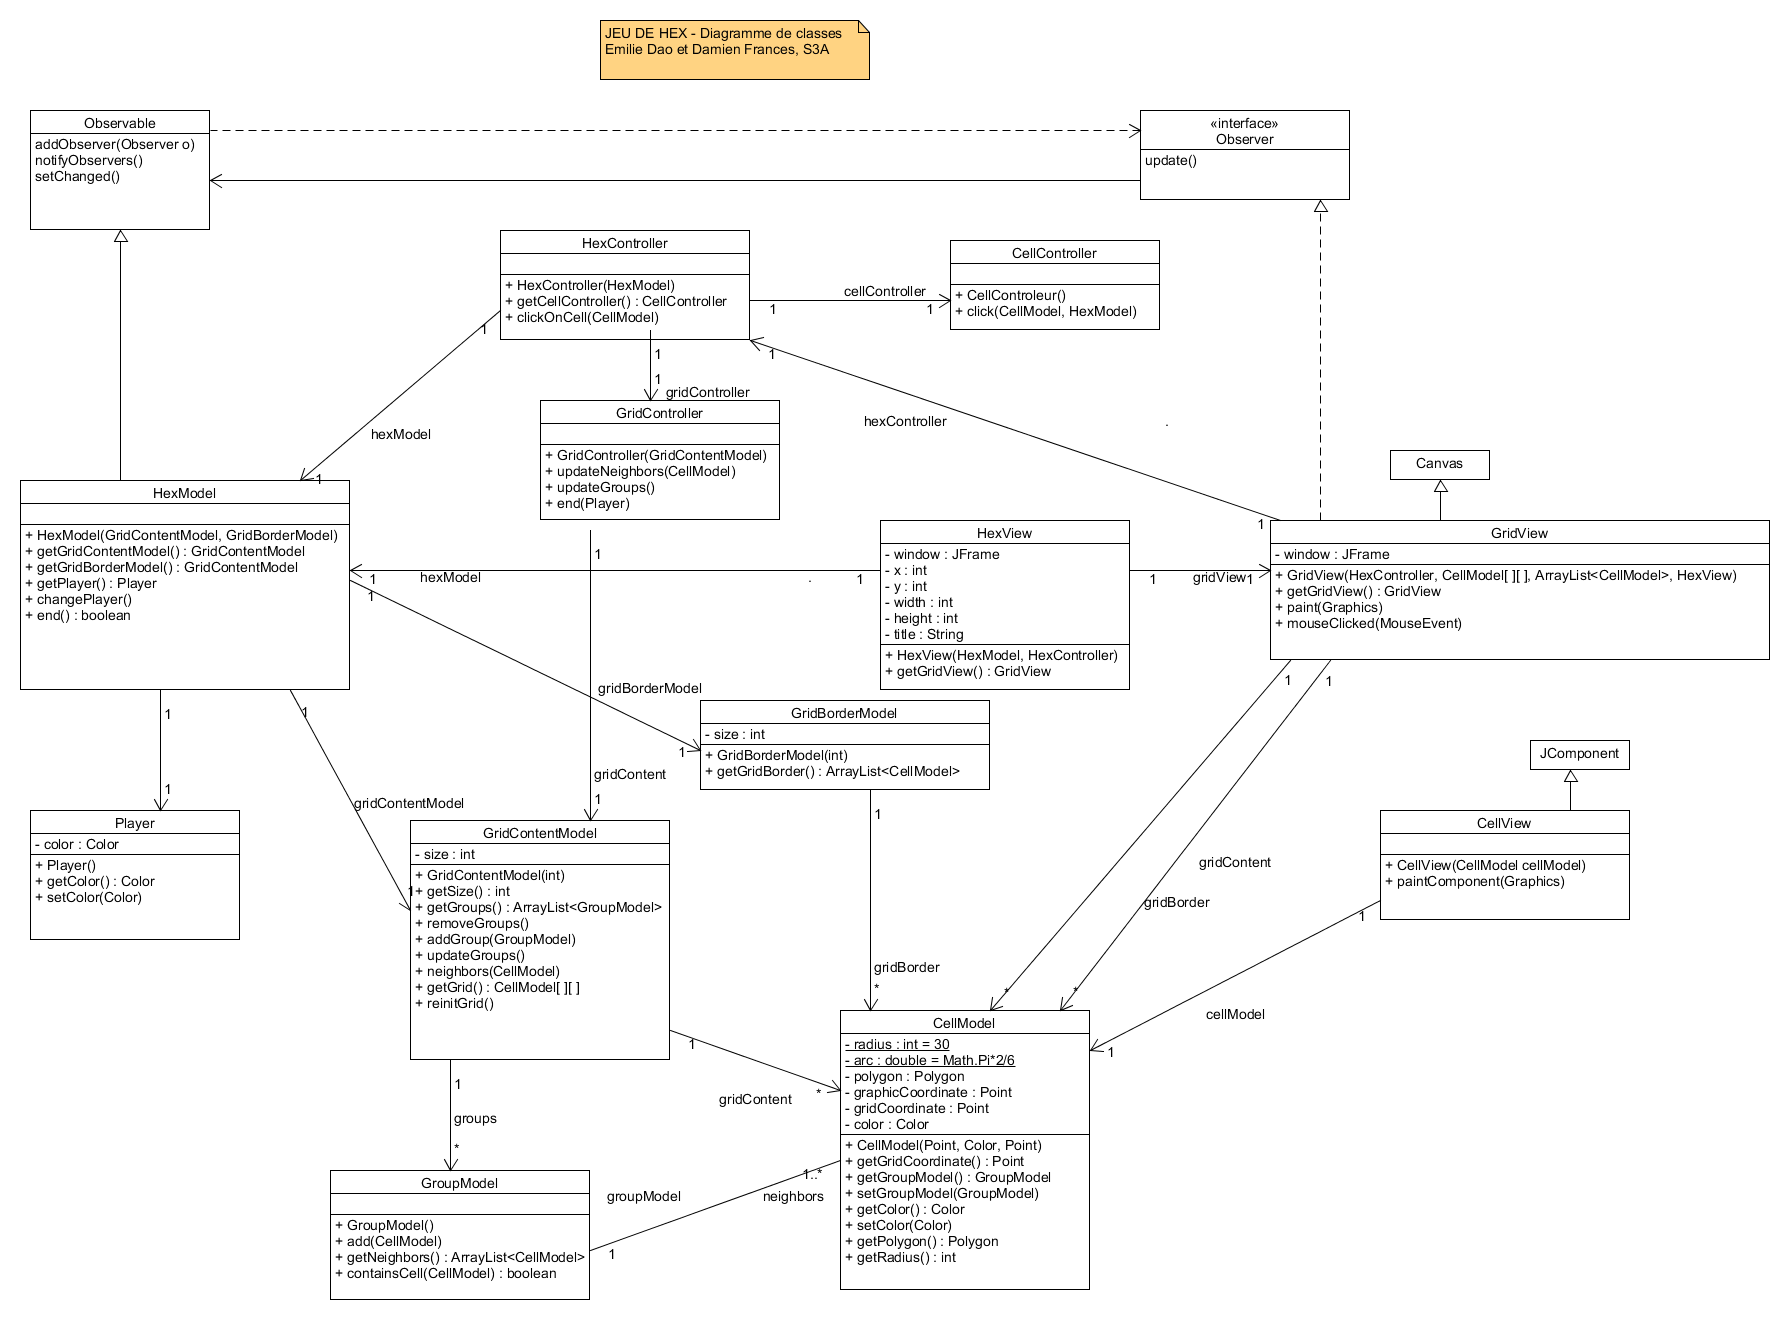 JEU DE HEX - Diagramme de classes
Emilie Dao et Damien Frances, S3A
Observable
addObserver(Observer o)
notifyObservers()
setChanged()
«interface»
Observer
update()
HexController
+ HexController(HexModel)
+ getCellController() : CellController
+ clickOnCell(CellModel)
CellController
+ CellControleur()
+ click(CellModel, HexModel)
cellController
1
1
1
hexModel
1
1
1
gridController
1
hexController
.
1
GridController
+ GridController(GridContentModel)
+ updateNeighbors(CellModel)
+ updateGroups()
+ end(Player)
Canvas
HexModel
+ HexModel(GridContentModel, GridBorderModel)
+ getGridContentModel() : GridContentModel
+ getGridBorderModel() : GridContentModel
+ getPlayer() : Player
+ changePlayer()
+ end() : boolean
HexView
- window : JFrame
- x : int
- y : int
- width : int
- height : int
- title : String
+ HexView(HexModel, HexController)
+ getGridView() : GridView
GridView
- window : JFrame
+ GridView(HexController, CellModel[ ][ ], ArrayList<CellModel>, HexView)
+ getGridView() : GridView
+ paint(Graphics)
+ mouseClicked(MouseEvent)
1
hexModel
.
1
1
gridView
1
1
gridContent
1
1
gridBorderModel
1
GridBorderModel
- size : int
+ GridBorderModel(int)
+ getGridBorder() : ArrayList<CellModel>
1
1
1
gridContentModel
1
Player
- color : Color
+ Player()
+ getColor() : Color
+ setColor(Color)
GridContentModel
- size : int
+ GridContentModel(int)
+ getSize() : int
+ getGroups() : ArrayList<GroupModel>
+ removeGroups()
+ addGroup(GroupModel)
+ updateGroups()
+ neighbors(CellModel)
+ getGrid() : CellModel[ ][ ]
+ reinitGrid()
JComponent
CellView
+ CellView(CellModel cellModel)
+ paintComponent(Graphics)
1
1
gridContent
gridBorder
*
*
1
gridBorder
*
1
cellModel
1
1
gridContent
*
1
groups
*
CellModel
- radius : int = 30
- arc : double = Math.Pi*2/6
- polygon : Polygon
- graphicCoordinate : Point
- gridCoordinate : Point
- color : Color
+ CellModel(Point, Color, Point)
+ getGridCoordinate() : Point
+ getGroupModel() : GroupModel
+ setGroupModel(GroupModel)
+ getColor() : Color
+ setColor(Color)
+ getPolygon() : Polygon
+ getRadius() : int
GroupModel
+ GroupModel()
+ add(CellModel)
+ getNeighbors() : ArrayList<CellModel>
+ containsCell(CellModel) : boolean
groupModel
1
1..*
neighbors